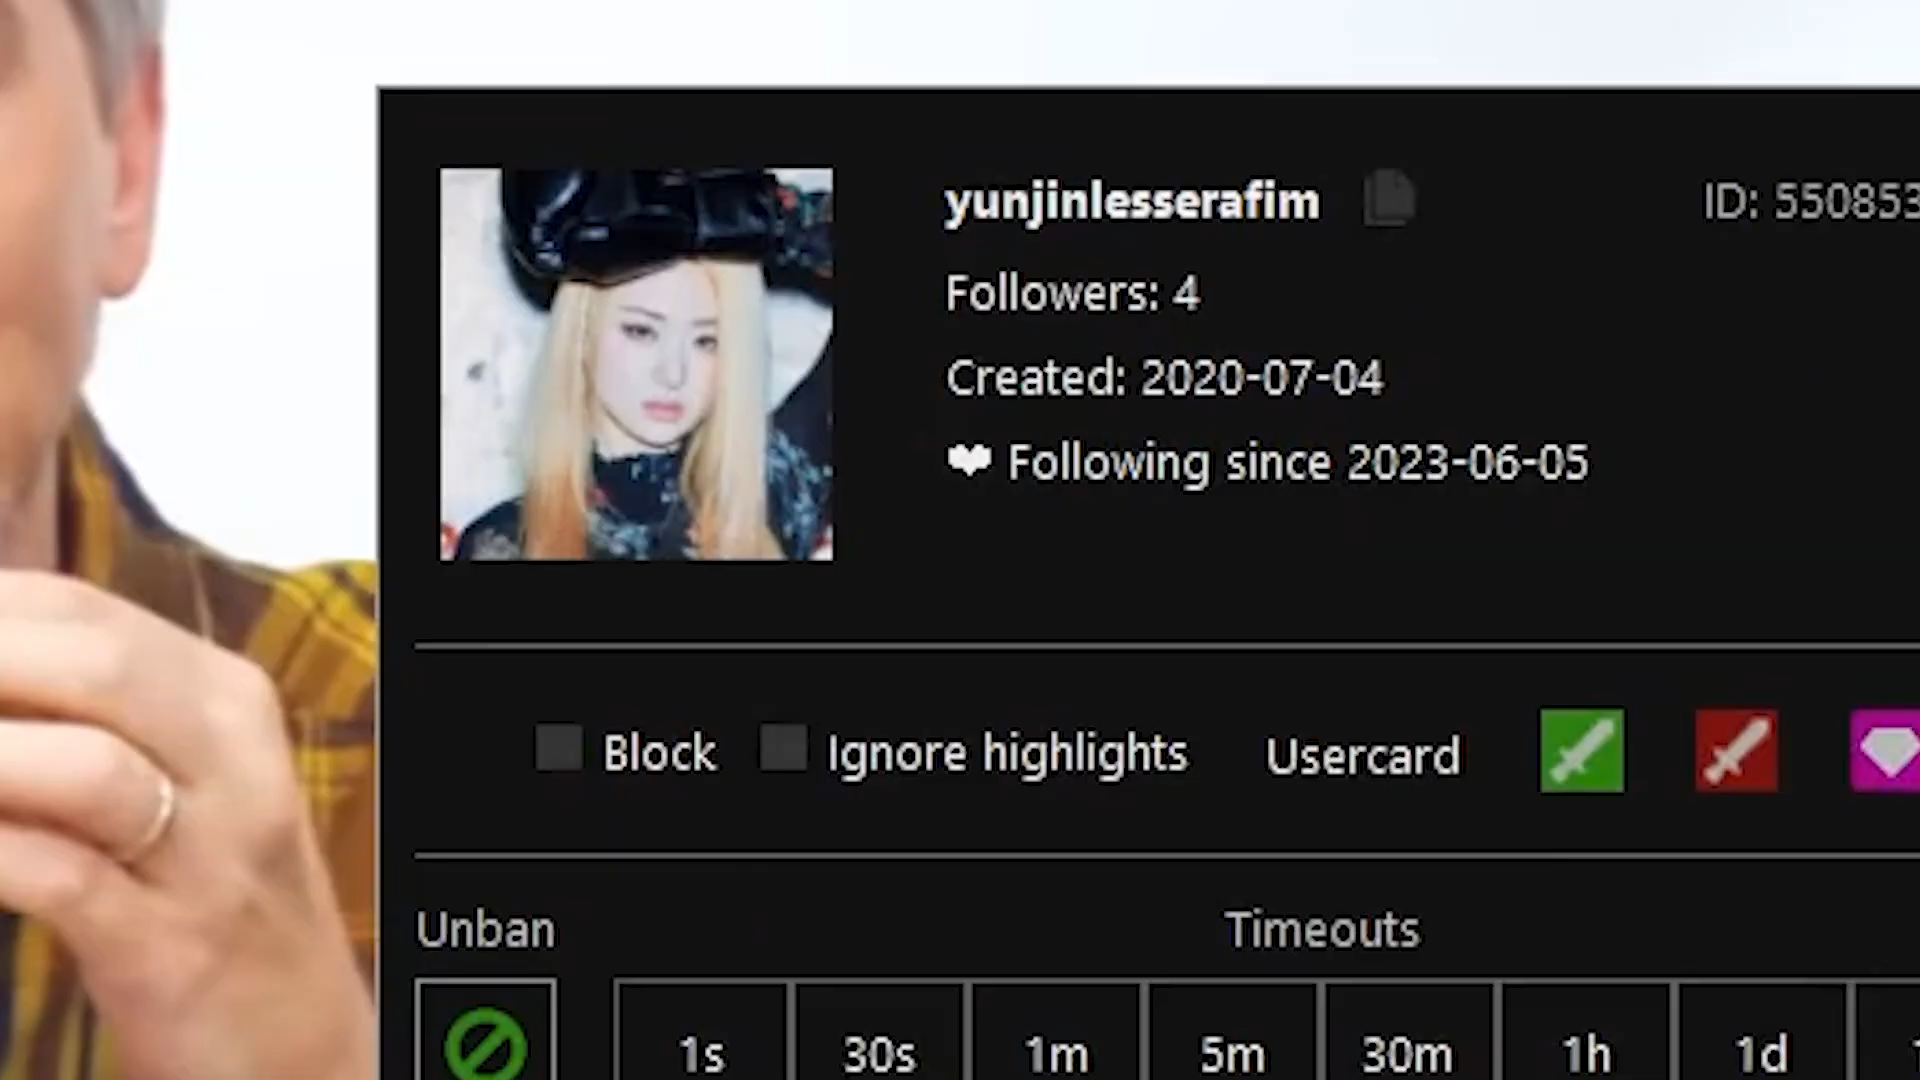 yunjinlesserafim
ID: 550853
Followers: 4
Created: 2020-07-04
Following since 2023-06-05
Block
Ignore highlights
Usercard
Unban
Timeouts
1s
30s
1m
5m
30m
1h
1d